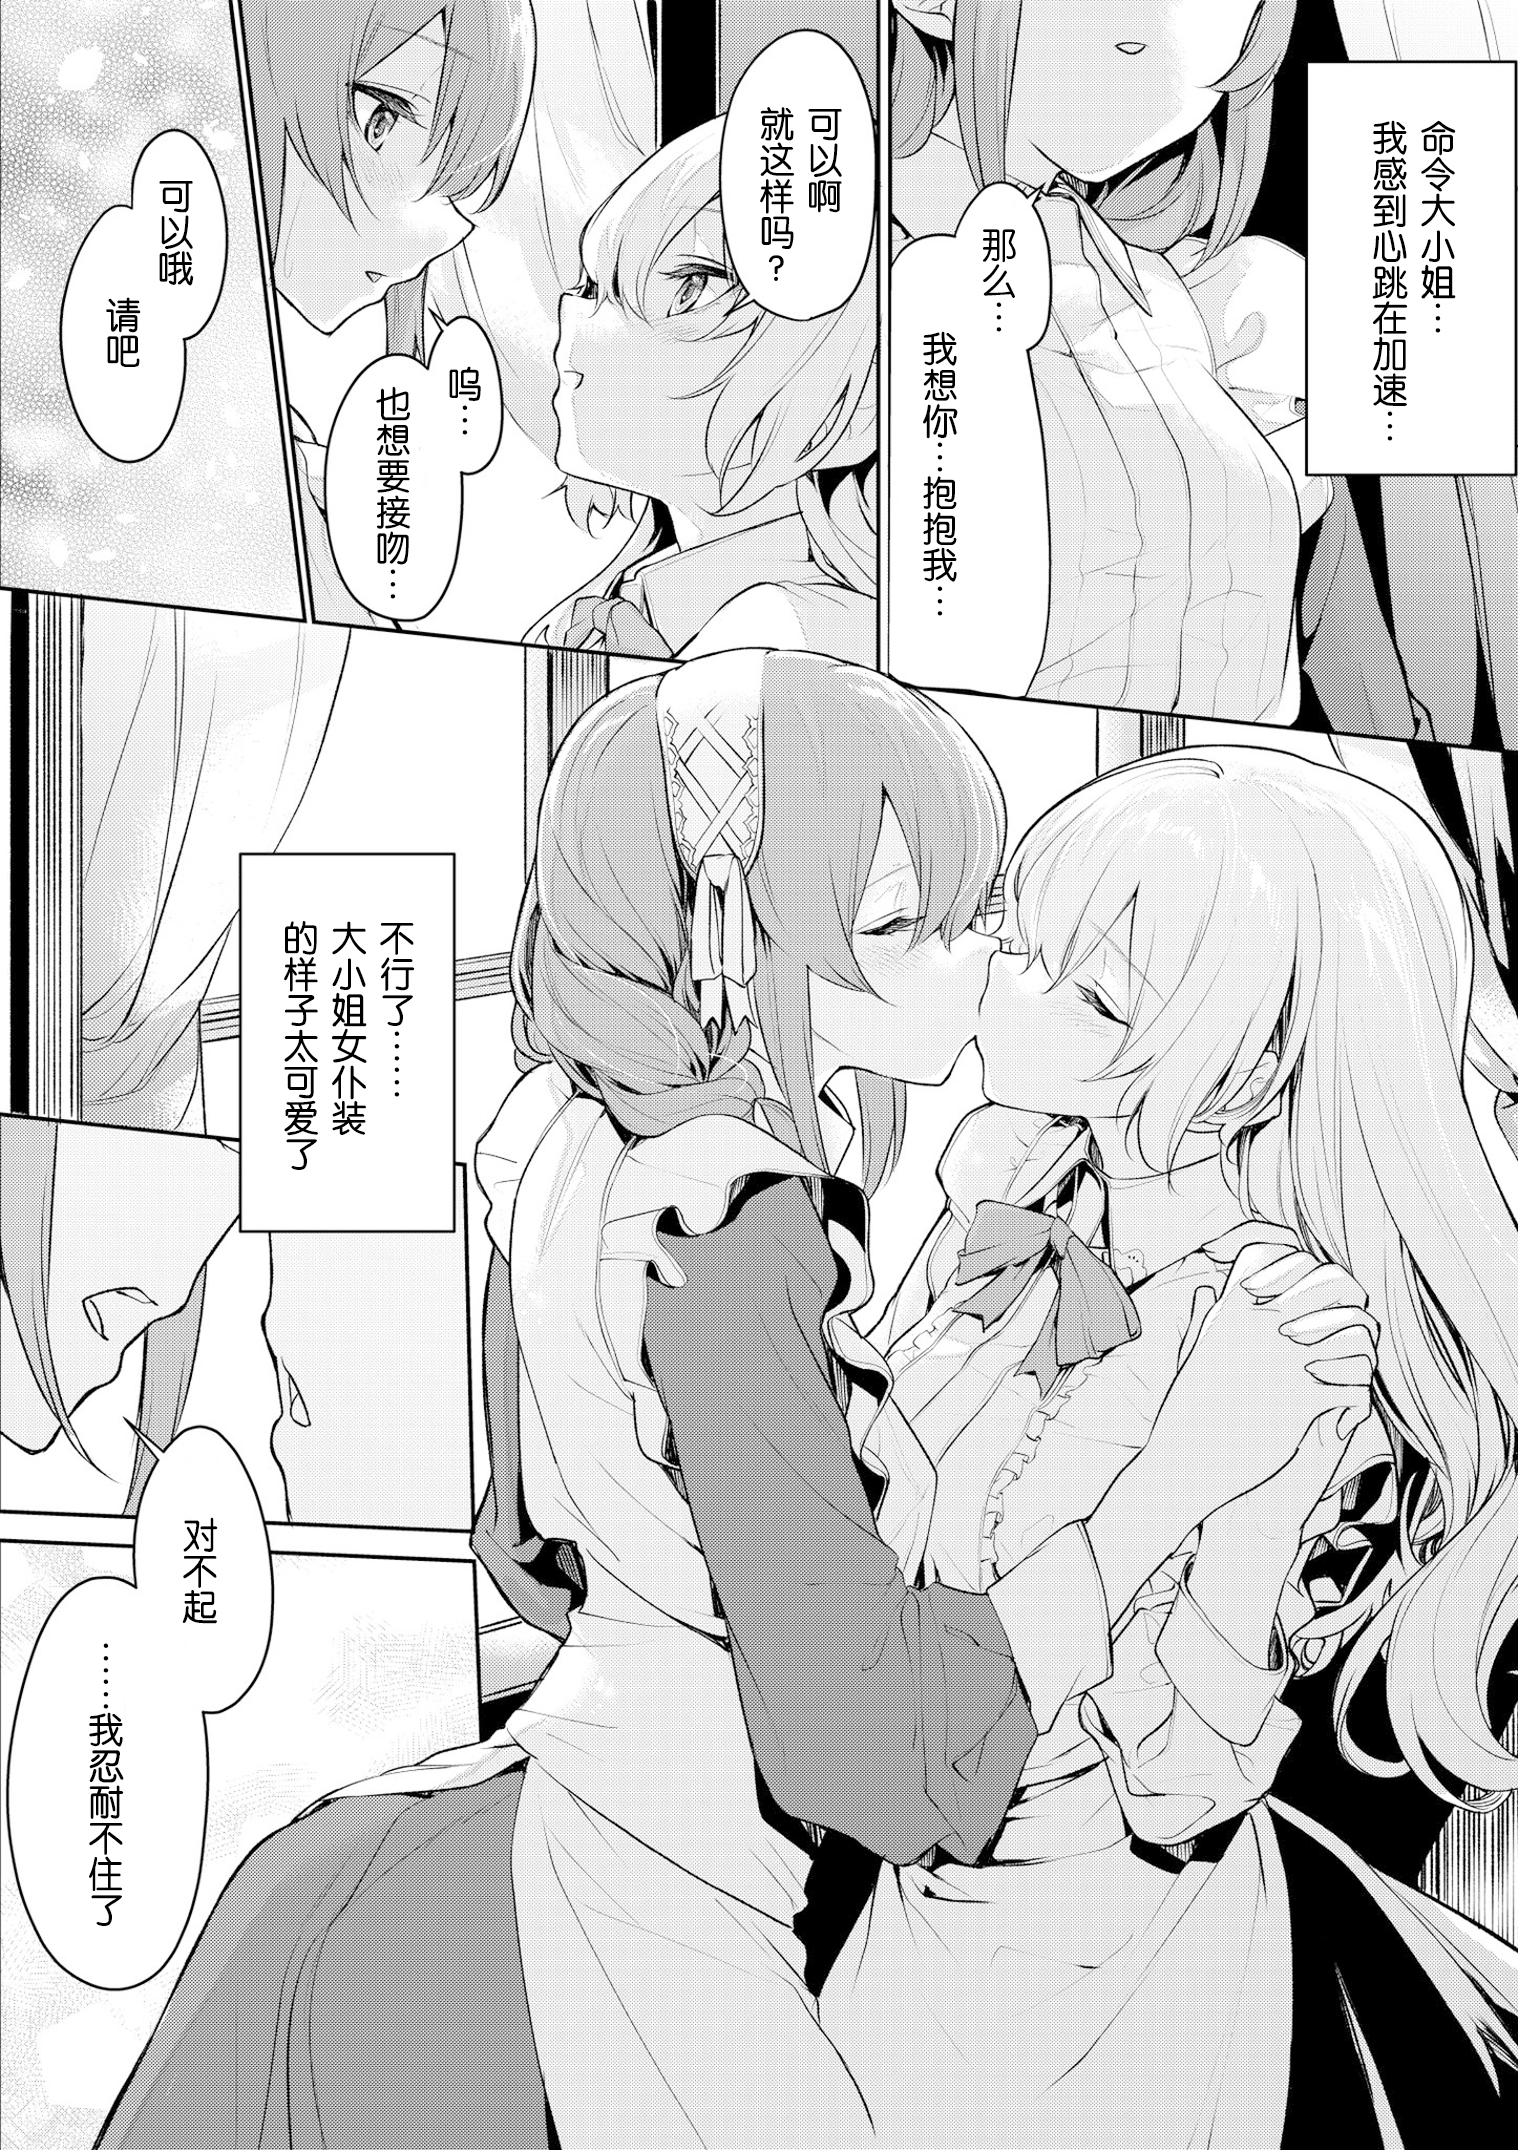 命令大小姐…
我感到心跳在加速…
那么…
我想你…抱抱我…
可以啊
就这样吗？
呜…
也想要接吻…
可以哦
请吧
不行了……
大小姐女仆装
的样子太可爱了
对不起
……我忍耐不住了